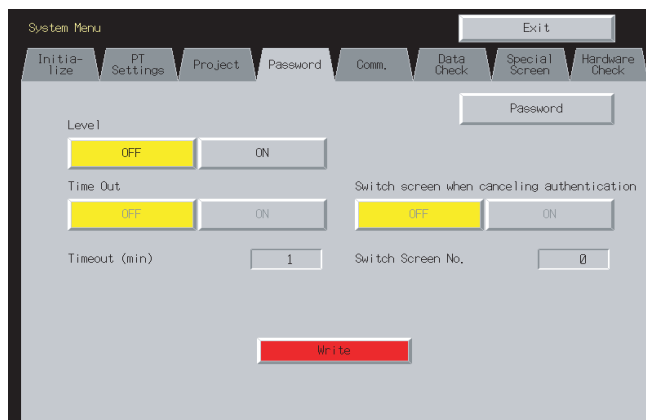 System Menu
Exit
Initia-
lize
PT
Settings
Project
Password
Comm.
Data
Check
Special
Screen
Hardware
Check
Password
Level
OFF ON
Time Out
Switch screen when canceling authentication
OFF ON
OFF ON
Timeout (min) 1
Switch Screen No. 0
Write